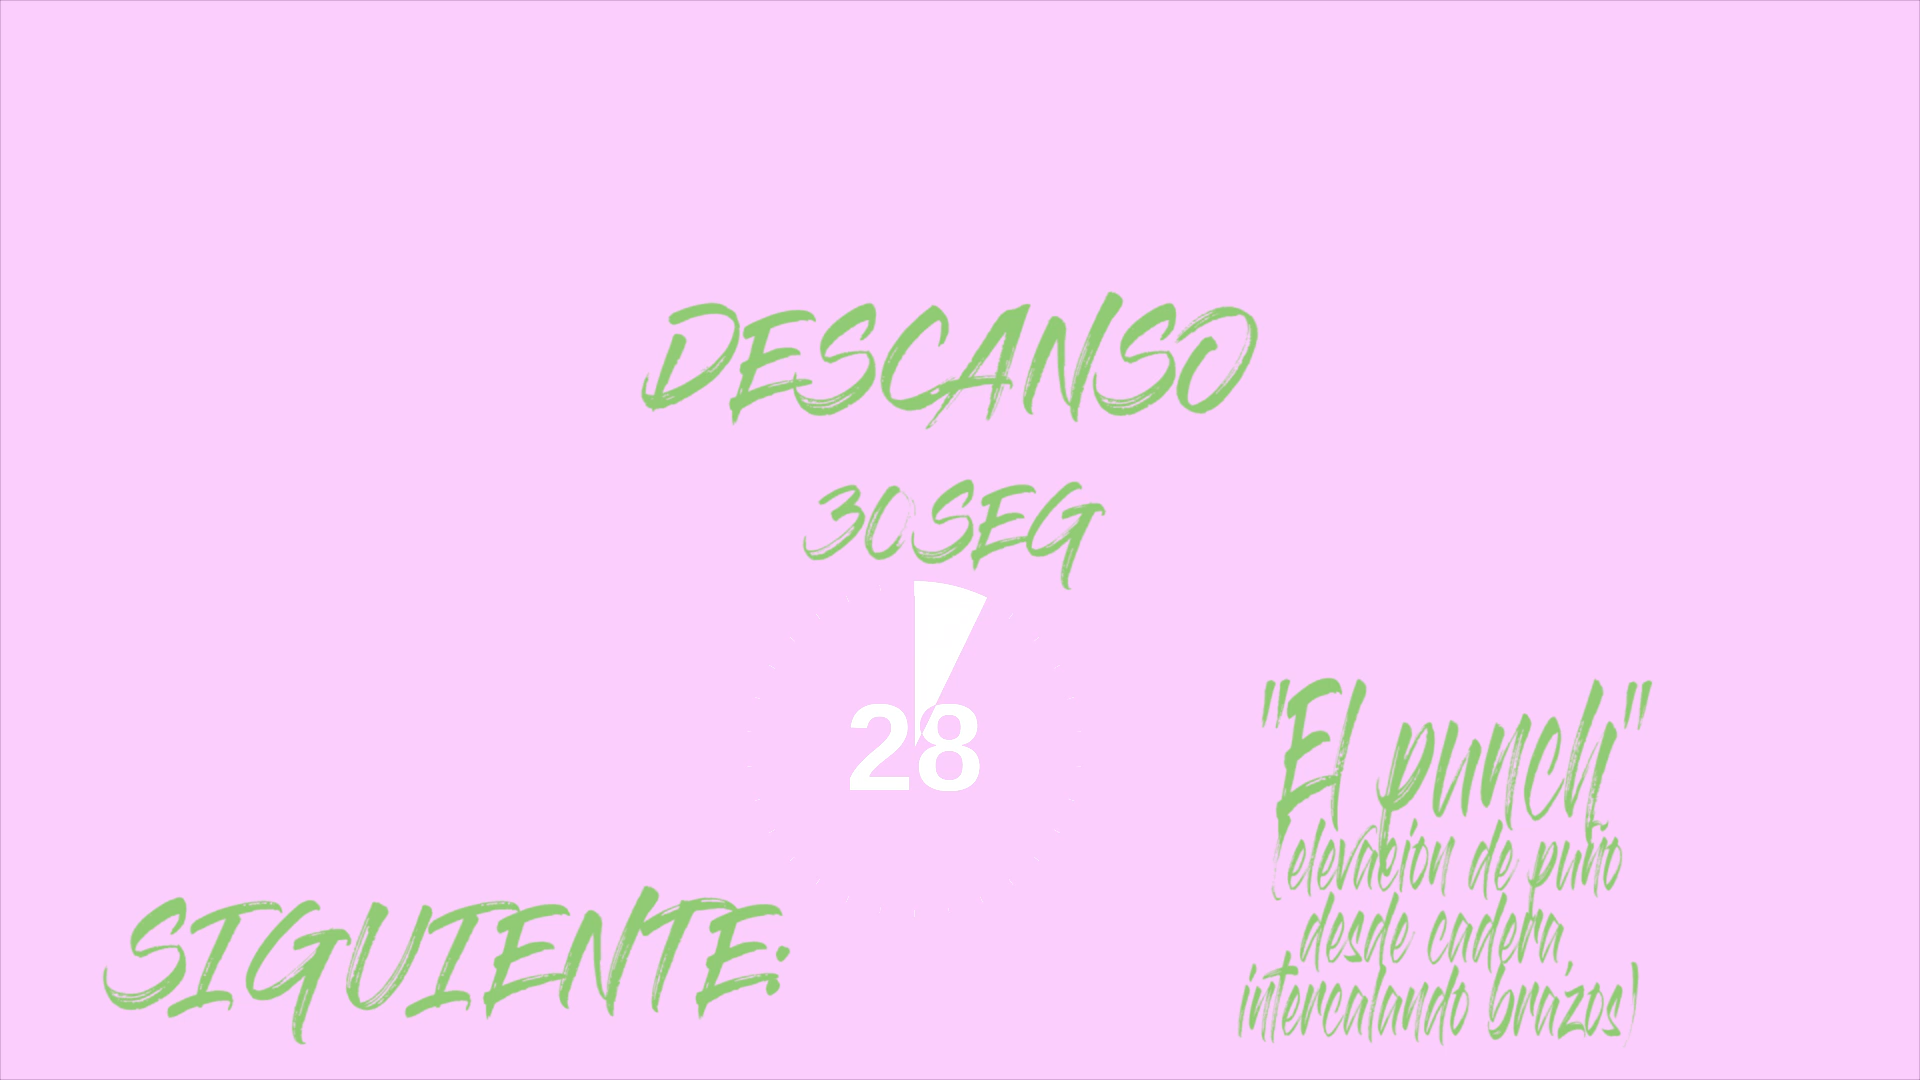 DESCANSO
30SEG
28
SIGUIENTE:
"El punch"
(elevación de puño
desde cadera,
intercalando brazos)